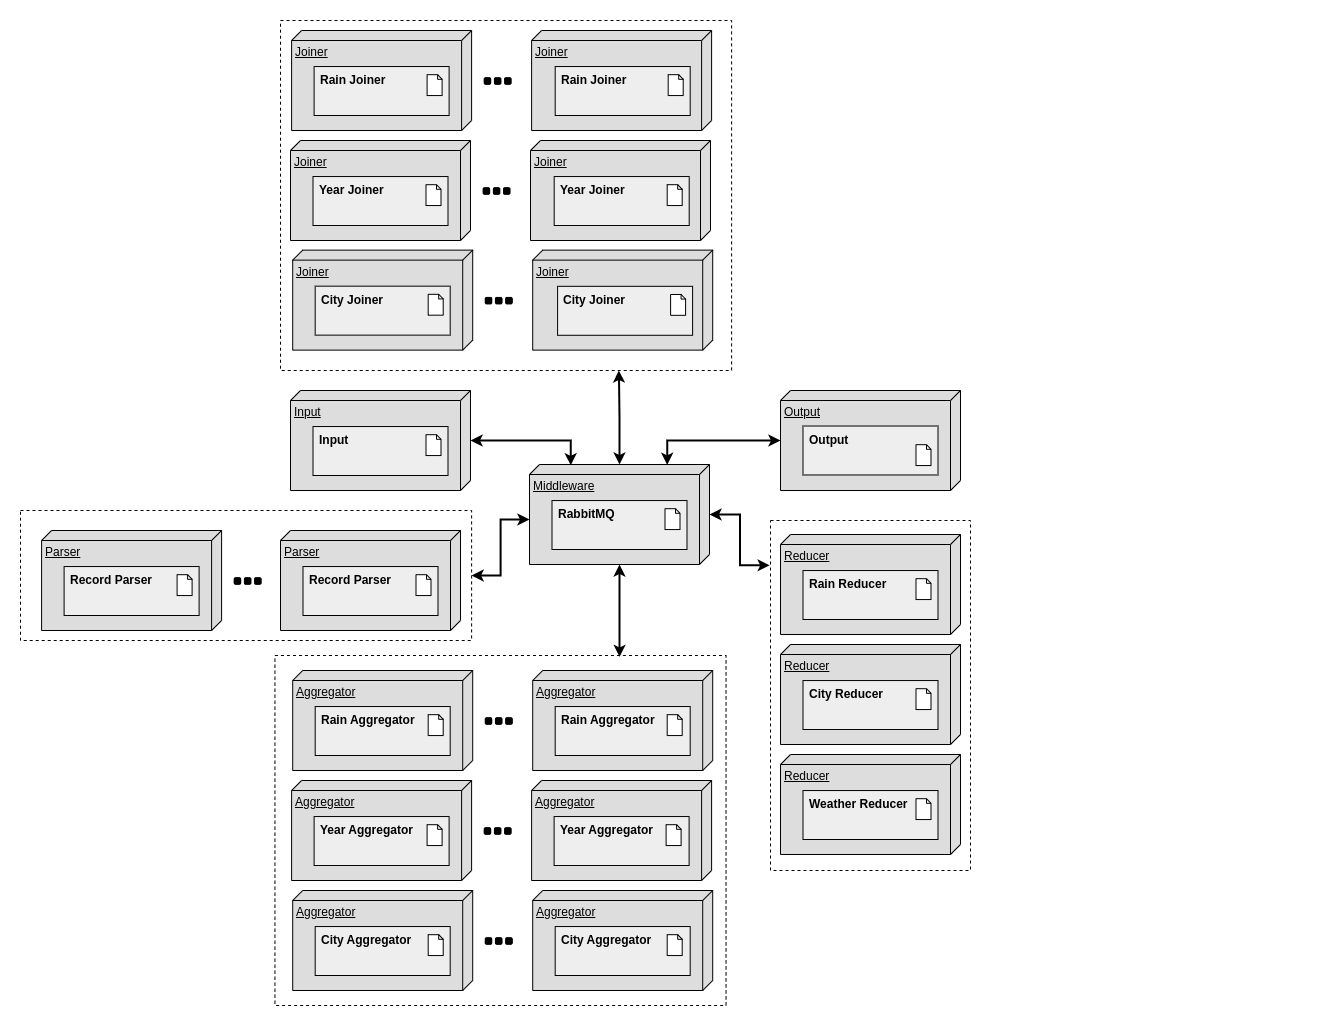 Joiner
Rain Joiner
Joiner
Rain Joiner
Joiner
Year Joiner
Joiner
Year Joiner
Joiner
City Joiner
Joiner
City Joiner
Input
Input
Output
Output
Middleware
RabbitMQ
Parser
Record Parser
Parser
Record Parser
Reducer
Rain Reducer
Reducer
City Reducer
Reducer
Weather Reducer
Aggregator
Rain Aggregator
Aggregator
Rain Aggregator
Aggregator
Year Aggregator
Aggregator
Year Aggregator
Aggregator
City Aggregator
Aggregator
City Aggregator